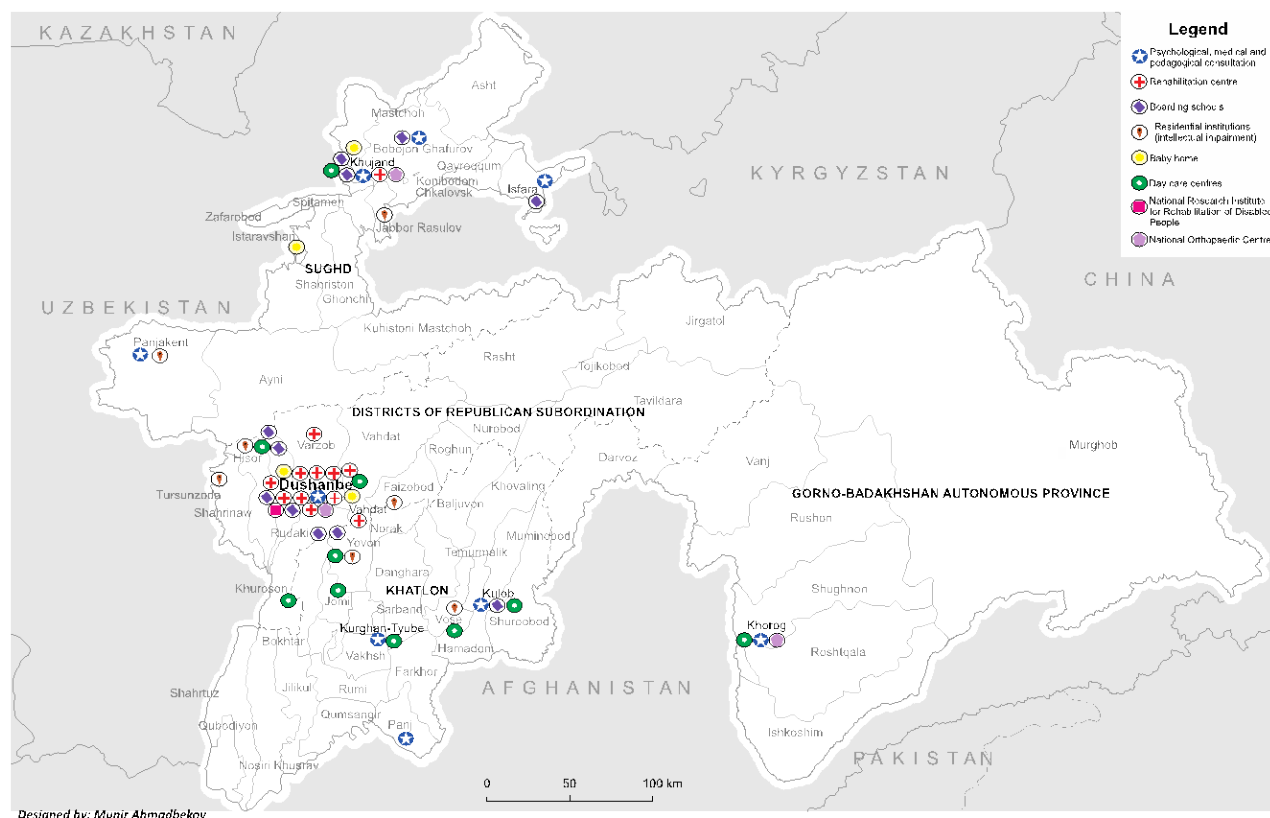 KAZAKHSTAN
Legend
Psychological, medical and
pedagogical consultation
Rehabilitation centre
Boarding schools
Residential institutions
(intellectual impairment)
Baby home
Day care centres
National Research Institute
for Rehabilitation of Disabled
People
National Orthopaedic Centre
Asht
Mastchoh
Bobojon Ghafurov
Khujand
Qayroqqum
KYRGYZSTAN
Konibodom
Chkalovsk
Isfara
Spitamen
Zafarobod
Jabbor Rasulov
Istaravshan
SUGHD
Shahriston
Ghonchi
CHINA
UZBEKISTAN
Kuhistoni Mastchoh
Jirgatol
Panjakent
Rasht
Tojikobod
Ayni
Tavildara
DISTRICTS OF REPUBLICAN SUBORDINATION
Nurobod
Vahdat
Varzob
Roghun
Murghob
Hisor
Darvoz
Vanj
Dushanbe
Faizobod
Khovaling
Tursunzoda
GORNO-BADAKHSHAN AUTONOMOUS PROVINCE
Baljuvon
Shahrinaw
Vahdat
Rushon
Rudaki
Norak
Muminobod
Yovon
Temurmalik
Danghara
Khuroson
KHATLON
Kulob
Shughnon
Jomi
Sarband
Vose
Shuroobod
Kurghan-Tyube
Khorog
Bokhtar
Vakhsh
Hamadoni
Roshtqala
Farkhor
Shahrtuz
Jilikul
Rumi
AFGHANISTAN
Qumsangir
Qubodiyon
Panj
Ishkoshim
Nosiri Khusrav
PAKISTAN
0 50 100 km
Designed by: Munir Ahmadbekov